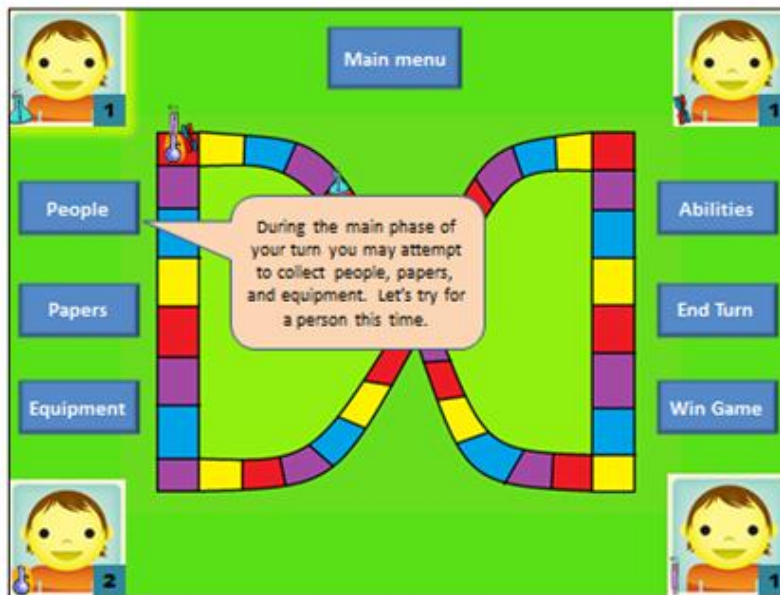 1
Main menu
1
People
During the main phase of
your turn you may attempt
to collect people, papers,
and equipment.  Let's try for
a person this time.
Abilities
Papers
End Turn
Equipment
Win Game
2
1